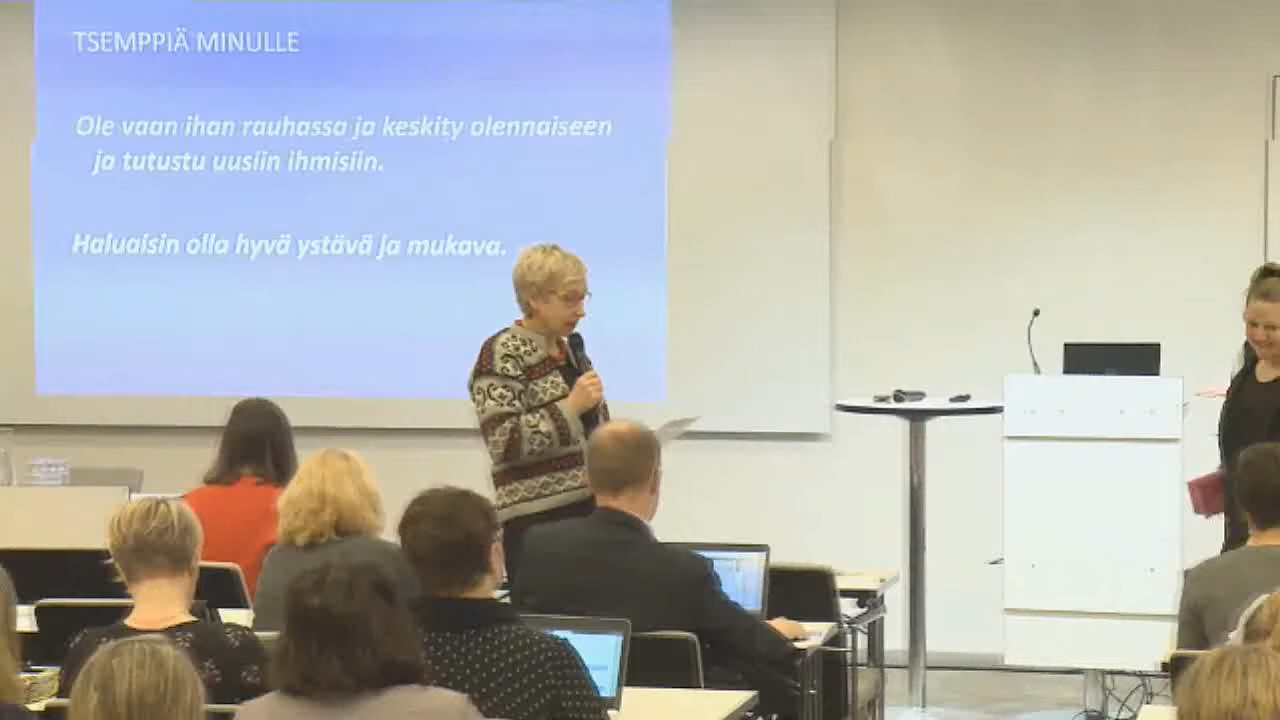 TSEMPPIÄ MINULLE
Ole vaan ihan rauhassa ja keskity olennaiseen
ja tutustu uusiin ihmisiin.
Haluaisin olla hyvä ystävä ja mukava.